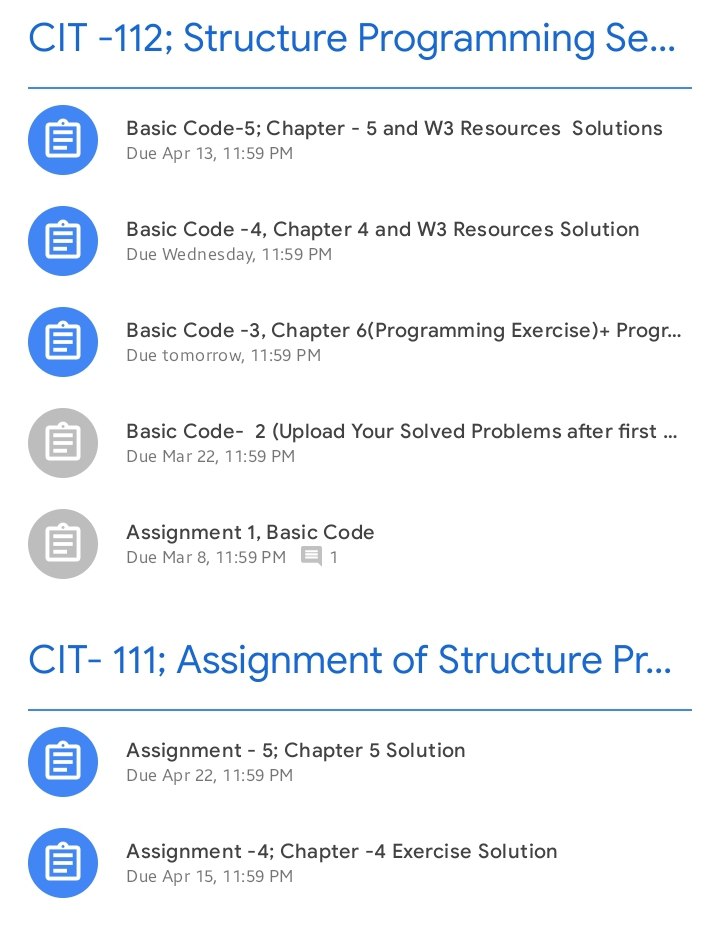 CIT -112; Structure Programming Se...
Basic Code-5; Chapter - 5 and W3 Resources  Solutions
Due Apr 13, 11:59 PM
Basic Code -4, Chapter 4 and W3 Resources Solution
Due Wednesday, 11:59 PM
Basic Code -3, Chapter 6(Programming Exercise)+ Progr...
Due tomorrow, 11:59 PM
Basic Code-  2 (Upload Your Solved Problems after first ...
Due Mar 22, 11:59 PM
Assignment 1, Basic Code
Due Mar 8, 11:59 PM 1
CIT- 111; Assignment of Structure Pr...
Assignment - 5; Chapter 5 Solution
Due Apr 22, 11:59 PM
Assignment -4; Chapter -4 Exercise Solution
Due Apr 15, 11:59 PM